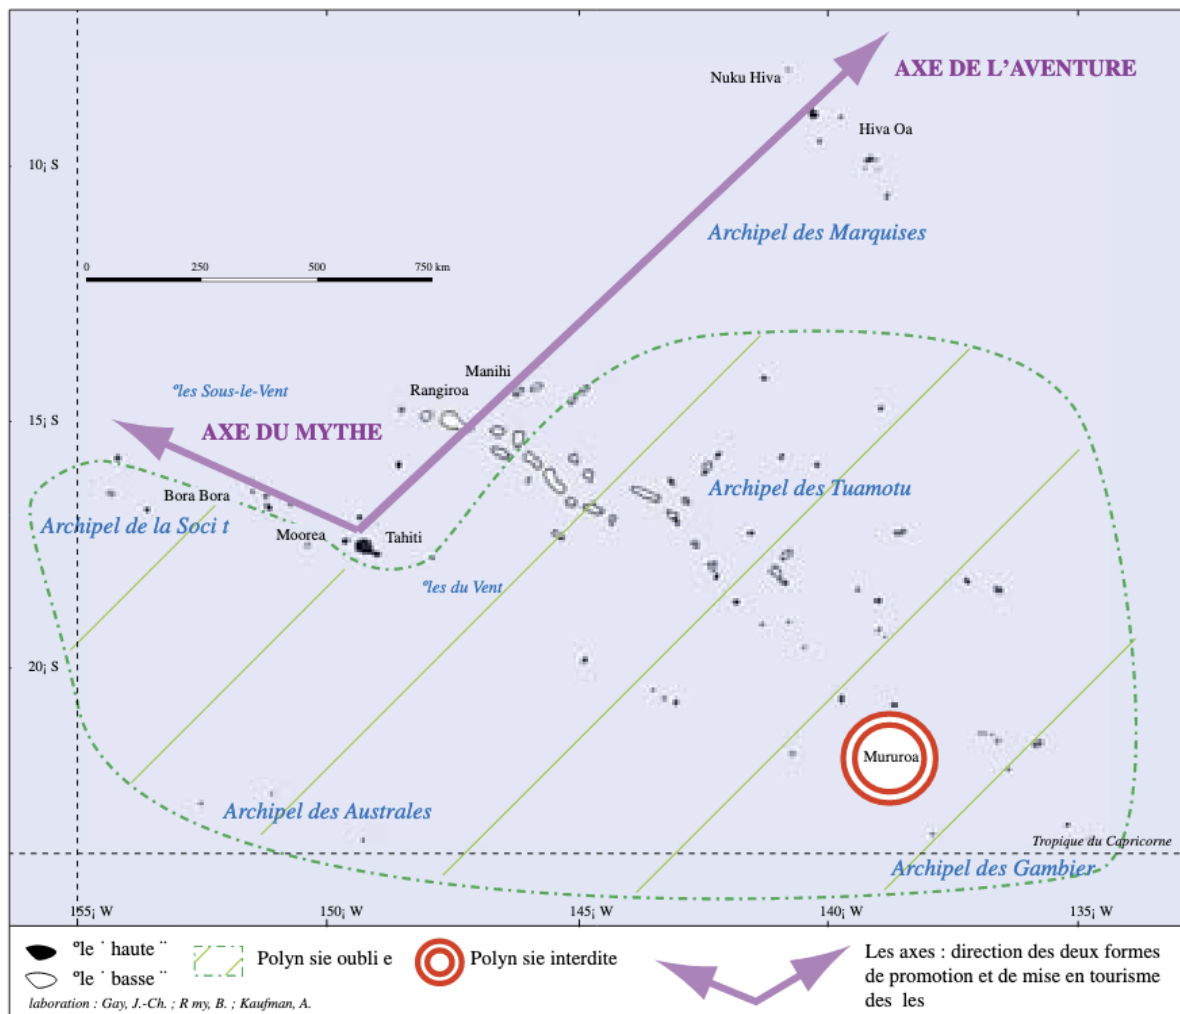 Nuku Hiva
AXE DE L'AVENTURE
Hiva Oa
10¡ S
Archipel des Marquises
0 250 500 750 km
Manihi
Rangiroa
ºles Sous-le-Vent
15¡ S
AXE DU MYTHE
Archipel des Tuamotu
Bora Bora
Archipel de la Soci t
Moorea
Tahiti
ºles du Vent
20¡ S
Mururoa
Archipel des Australes
Tropique du Capricorne
Archipel des Gambier
155¡ W 150¡ W 145¡ W 140¡ W 135¡ W
ºle ˙ haute ¨
ºle ˙ basse ¨
Polyn sie oubli e
Polyn sie interdite
Les axes : direction des deux formes
de promotion et de mise en tourisme
des les
laboration : Gay, J.-Ch. ; R my, B. ; Kaufman, A.